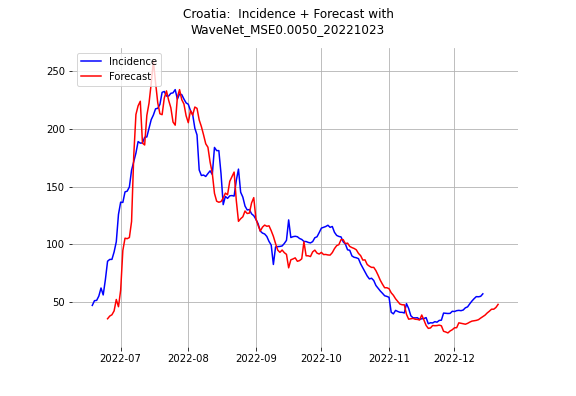 Croatia:  Incidence + Forecast with
WaveNet_MSE0.0050_20221023
Incidence
Forecast
250
200
150
100
50
2022-07
2022-08
2022-09
2022-10
2022-11
2022-12